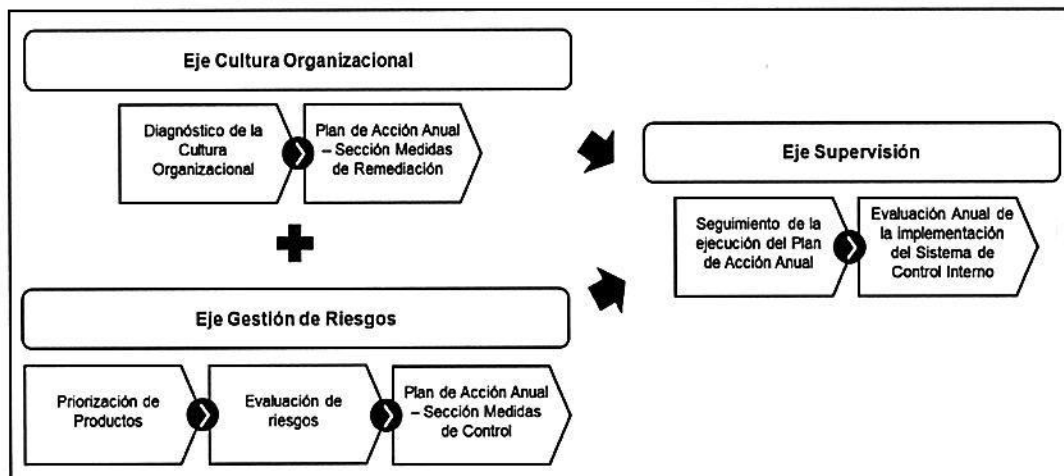 Eje Cultura Organizacional
Diagnóstico de la
Cultura
Organizacional
Plan de Acción Anual
– Sección Medidas
de Remediación
Eje Gestión de Riesgos
Priorización de
Productos
Evaluación de
riesgos
Plan de Acción Anual
– Sección Medidas
de Control
Eje Supervisión
Seguimiento de la
ejecución del Plan
de Acción Anual
Evaluación Anual de
la implementación
del Sistema de
Control Interno